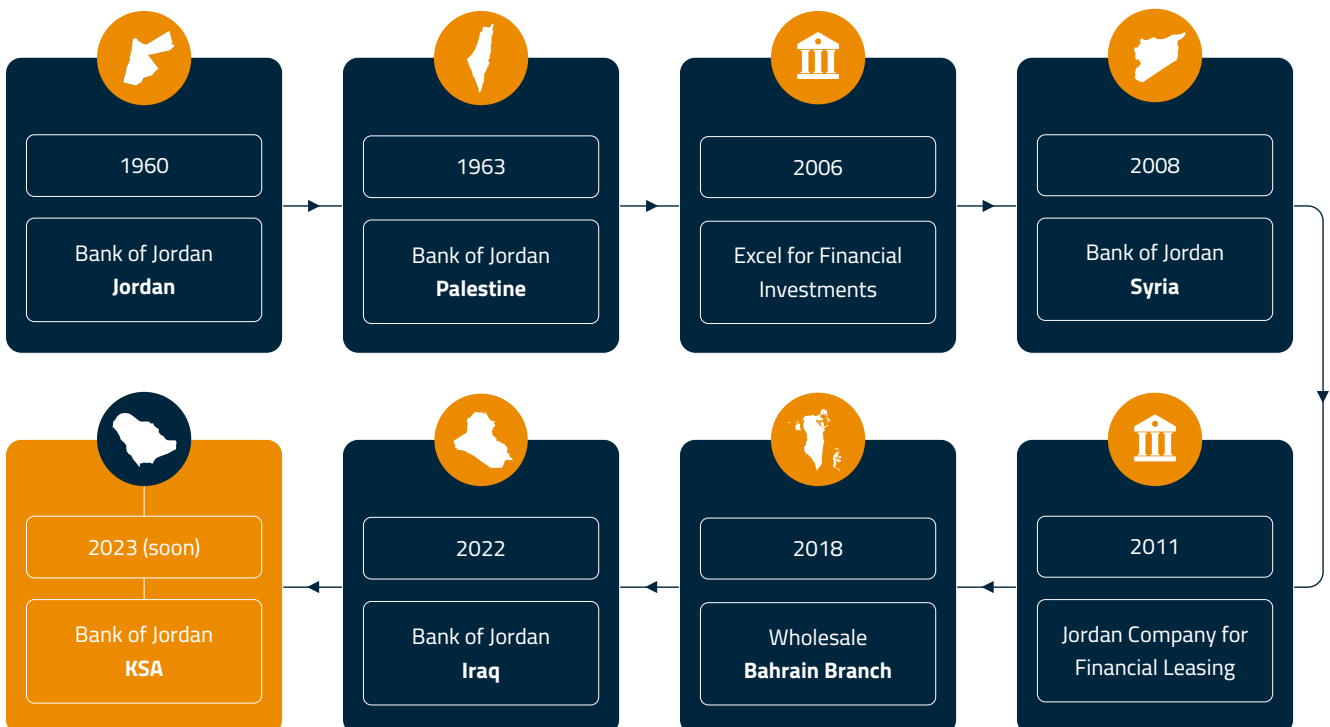 1960
Bank of Jordan
Jordan
1963
Bank of Jordan
Palestine
2006
Excel for Financial
Investments
2008
Bank of Jordan
Syria
2011
Jordan Company for
Financial Leasing
2018
Wholesale
Bahrain Branch
2022
Bank of Jordan
Iraq
2023 (soon)
Bank of Jordan
KSA